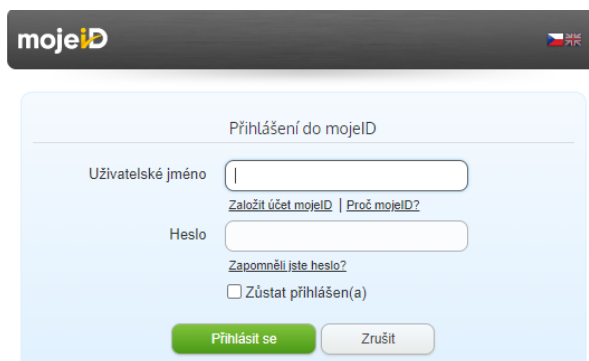 mojeiD
Přihlášení do mojeID
Uživatelské jméno
Založit účet mojeID | Proč mojeID?
Heslo
Zapomněli jste heslo?
Zůstat přihlášen(a)
Přihlásit se Zrušit